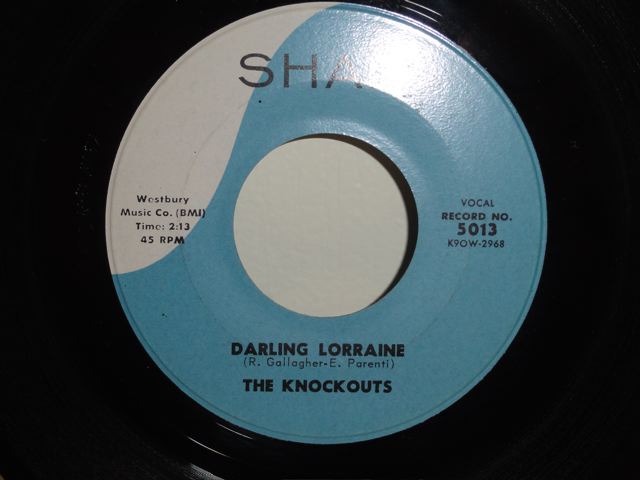 SHA
Westbury
Music Co. (BMI)
Time: 2:13
45 RPM
VOCAL
RECORD NO.
5013
K9OW-2968
DARLING LORRAINE
(R. Gallagher-E. Parenti)
THE KNOCKOUTS